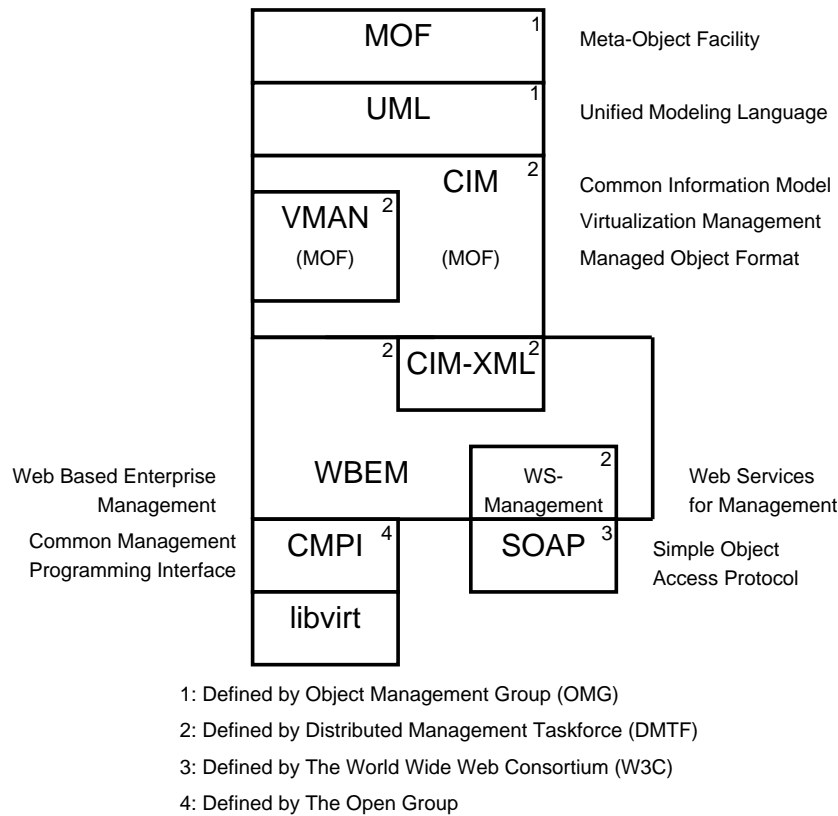 MOF 1 Meta-Object Facility
UML 1 Unified Modeling Language
CIM 2 Common Information Model
VMAN 2 Virtualization Management
(MOF) (MOF) Managed Object Format
2 CIM-XML 2
Web Based Enterprise Management
WBEM
WS-Management 2
Web Services
for Management
Common Management
Programming Interface
CMPI 4
SOAP 3
Simple Object
Access Protocol
libvirt
1: Defined by Object Management Group (OMG)
2: Defined by Distributed Management Taskforce (DMTF)
3: Defined by The World Wide Web Consortium (W3C)
4: Defined by The Open Group